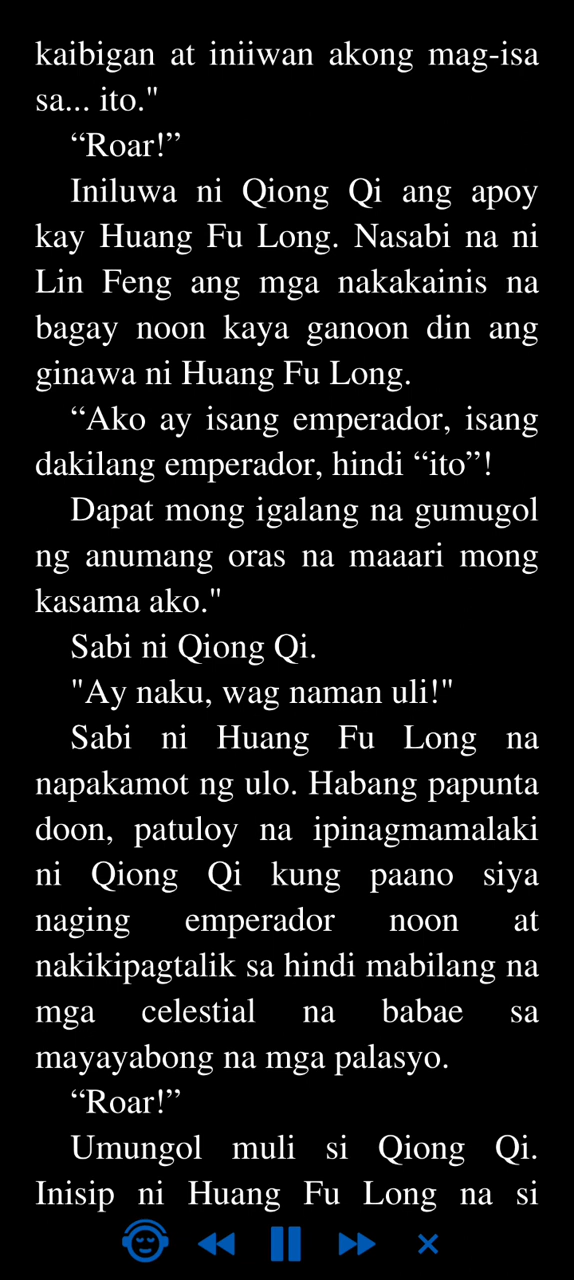 kaibigan at iniiwan akong mag-isa
sa... ito."
“Roar!”
Iniluwa ni Qiong Qi ang apoy
kay Huang Fu Long. Nasabi na ni
Lin Feng ang mga nakakainis na
bagay noon kaya ganoon din ang
ginawa ni Huang Fu Long.
“Ako ay isang emperador, isang
dakilang emperador, hindi “ito”!
Dapat mong igalang na gumugol
ng anumang oras na maaari mong
kasama ako."
Sabi ni Qiong Qi.
"Ay naku, wag naman uli!"
Sabi ni Huang Fu Long na
napakamot ng ulo. Habang papunta
doon, patuloy na ipinagmamalaki
ni Qiong Qi kung paano siya
naging emperador noon at
nakikipagtalik sa hindi mabilang na
mga celestial na babae sa
mayayabong na mga palasyo.
“Roar!”
Umungol muli si Qiong Qi.
Inisip ni Huang Fu Long na si